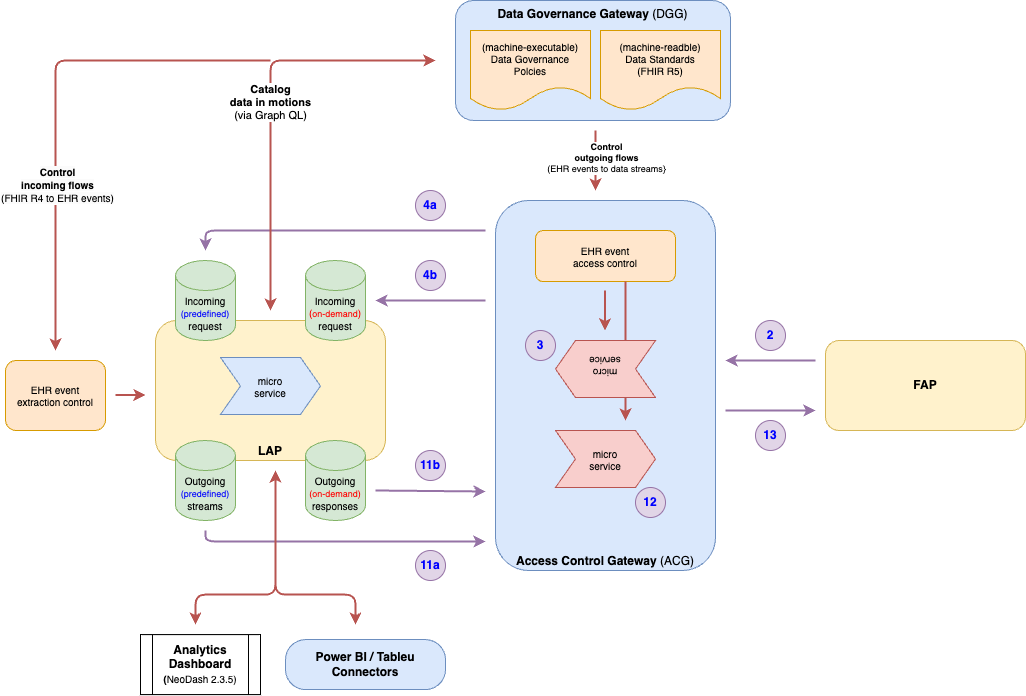 Data Governance Gateway (DGG)
(machine-executable)
Data Governance
Polcies
(machine-readble)
Data Standards
(FHIR R5)
Catalog
data in motions
(via Graph QL)
Control
outgoing flows
(EHR events to data streams}
Control
incoming flows
(FHIR R4 to EHR events)
4a
4b
EHR event
access control
Incoming
(predefined)
request
Incoming
(on-demand)
request
3
micro
service
2
EHR event
extraction control
micro
service
FAP
13
LAP
micro
service
11b
Outgoing
(predefined)
streams
Outgoing
(on-demand)
responses
12
11a
Access Control Gateway (ACG)
Analytics
Dashboard
(NeoDash 2.3.5)
Power BI / Tableu
Connectors